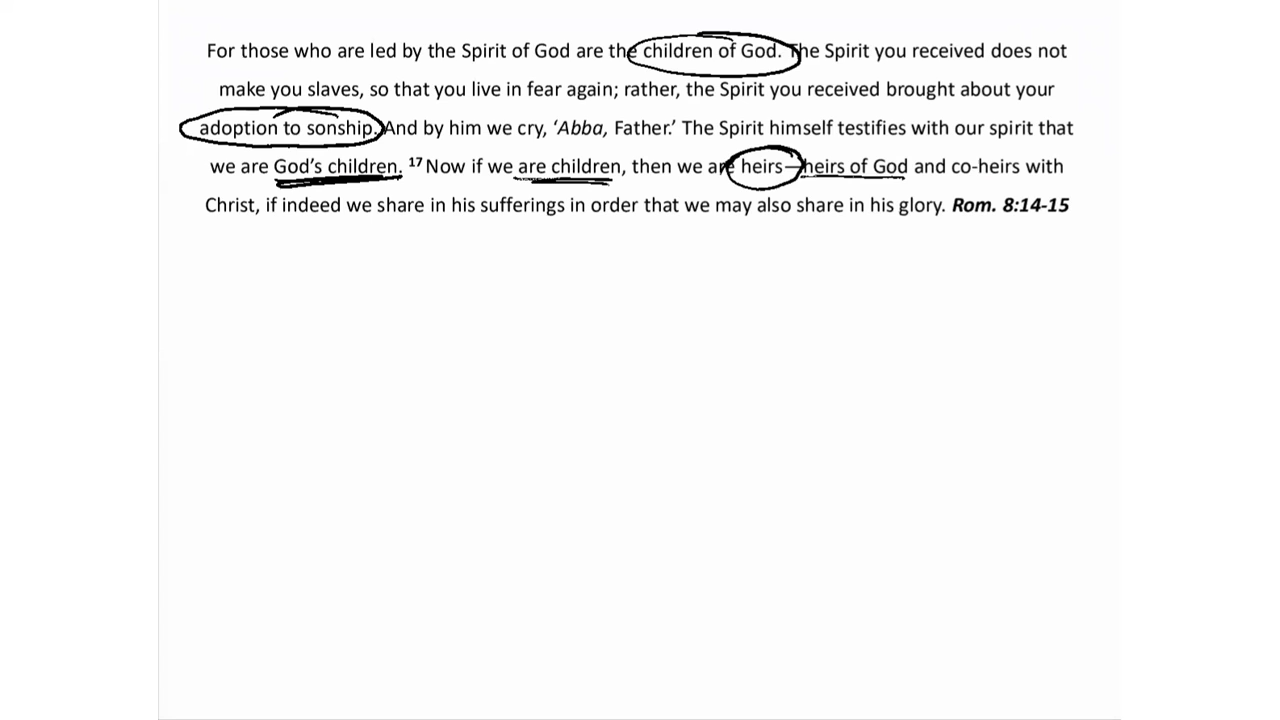 For those who are led by the Spirit of God are the children of God. The Spirit you received does not
make you slaves, so that you live in fear again; rather, the Spirit you received brought about your
adoption to sonship. And by him we cry, ‘Abba, Father.’ The Spirit himself testifies with our spirit that
we are God’s children. ¹⁷ Now if we are children, then we are heirs—heirs of God and co-heirs with
Christ, if indeed we share in his sufferings in order that we may also share in his glory. Rom. 8:14-15